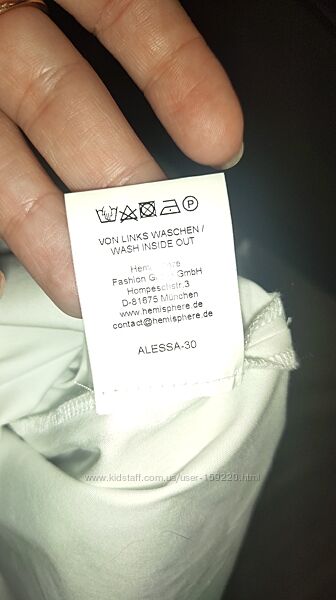 P
VON LINKS WASCHEN /
WASH INSIDE OUT
Fashion GmbH
Hompeschstr.3
D-81675 München
www.hemisphere.de
contact@hemisphere.de
ALESSA-30
www.kidstaff.com.ua/user-159229.html